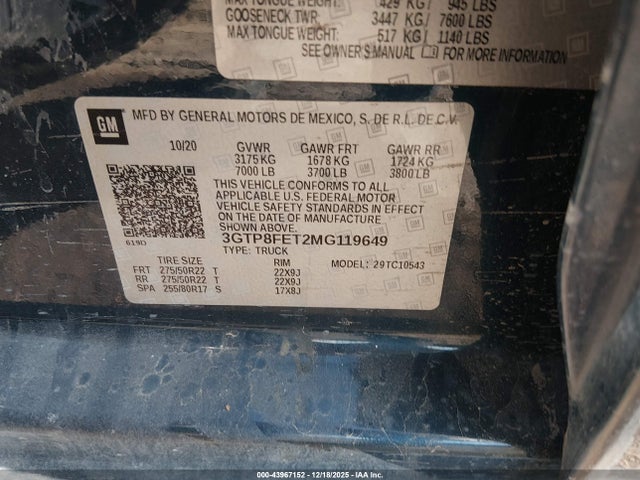 MAX TONGUE WEIGHT: 429 KG/ 945 LBS
GOOSENECK TWR: 3447 KG/ 7600 LBS
MAX TONGUE WEIGHT: 517 KG/ 1140 LBS
SEE OWNER'S MANUAL FOR MORE INFORMATION
GM
MFD BY GENERAL MOTORS DE MEXICO, S. DE R.L. DE C.V.
10/20 GVWR GAWR FRT GAWR RR
3175 KG 1678 KG 1724 KG
7000 LB 3700 LB 3800 LB
THIS VEHICLE CONFORMS TO ALL
APPLICABLE U.S. FEDERAL MOTOR
VEHICLE SAFETY STANDARDS IN EFFECT ON
THE DATE OF MANUFACTURE SHOWN ABOVE.
619D
3GTP8FET2MG119649
TYPE: TRUCK
TIRE SIZE RIM MODEL: 29TC10543
FRT 275/50R22 T 22X9J
RR 275/50R22 T 22X9J
SPA 255/80R17 S 17X8J
000-43967152 | 12/18/2025 - IAA Inc.